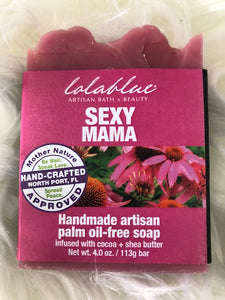 lolablue
ARTISAN BATH + BEAUTY
SEXY
MAMA
Mother Nature
Be Well.
Speak Love.
HAND-CRAFTED
NORTH PORT, FL
Spread
Peace.
APPROVED
Handmade artisan
palm oil-free soap
infused with cocoa + shea butter
Net wt. 4.0 oz. / 113g bar